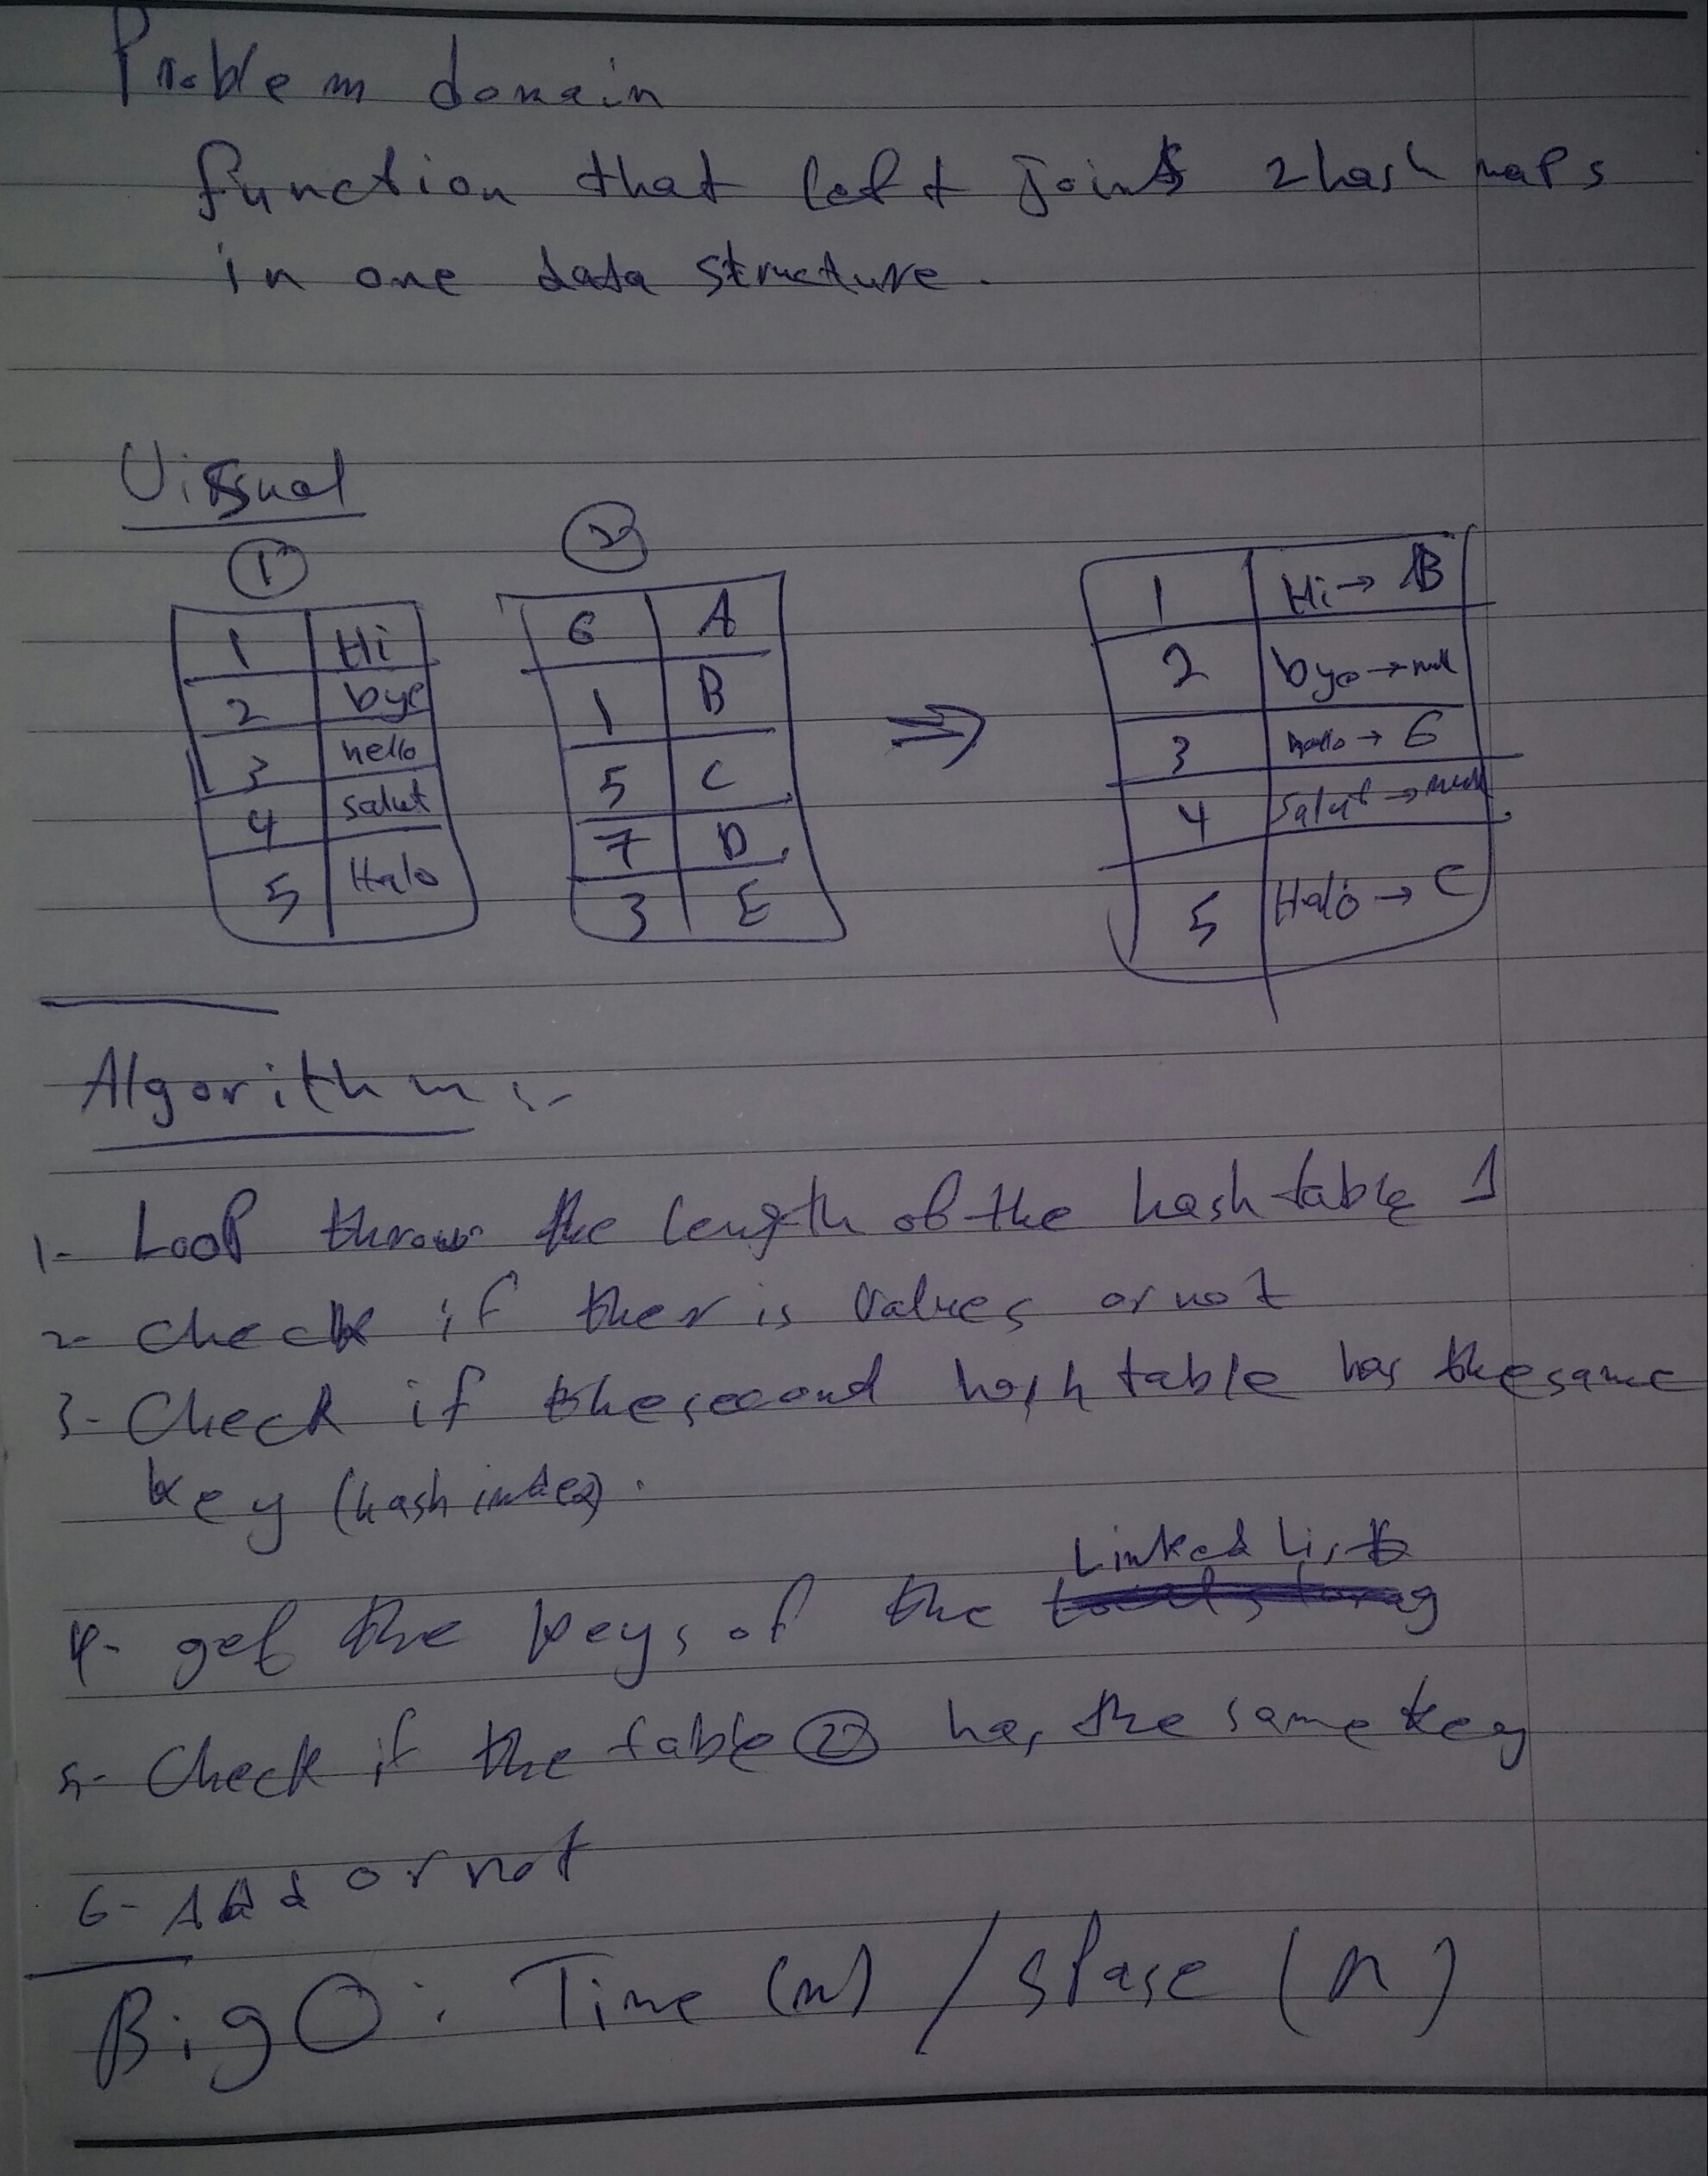 Problem domain
function that left joins 2 hash maps
in one data structure.
Visual
1 2
1 Hi 6 A 1 Hi → B
2 bye 1 B 2 bye → null
3 hello 5 C ⇒ 3 hello → 6
4 salut 7 D 4 Salut → null
5 Halo 3 E 5 Halo → C
Algorithm :-
1- Loop throw the length of the hash table 1
2- check if ther is values or not
3- Check if the second hash table has the same
key (hash index).
Linked List
4- get the keys of the
5- Check if the table 2 has the same key
6- Add or not
Big O : Time (n) / SPase (n)